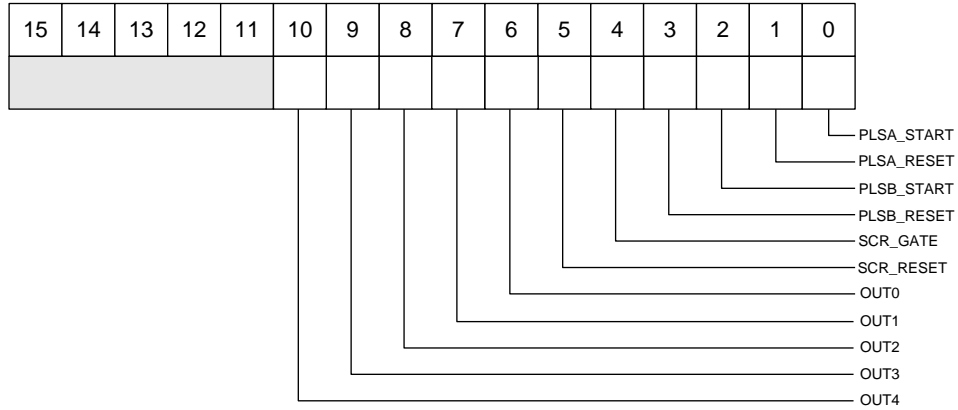 15 14 13 12 11 10 9 8 7 6 5 4 3 2 1 0
PLSA_START
PLSA_RESET
PLSB_START
PLSB_RESET
SCR_GATE
SCR_RESET
OUT0
OUT1
OUT2
OUT3
OUT4